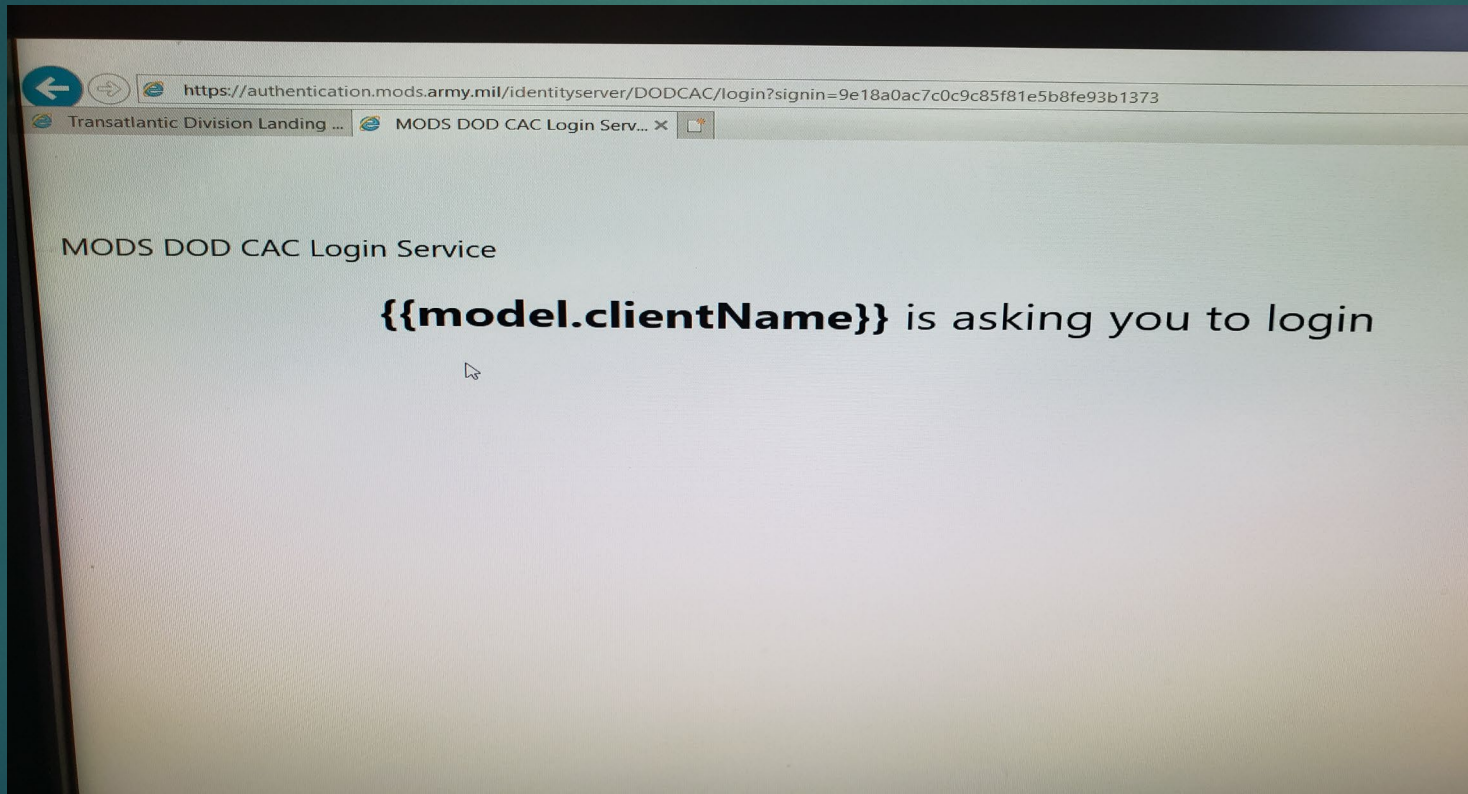 https://authentication.mods.army.mil/identityserver/DODCAC/login?signin=9e18a0ac7c0c9c85f81e5b8fe93b1373
Transatlantic Division Landing ... MODS DOD CAC Login Serv...
MODS DOD CAC Login Service
{{model.clientName}} is asking you to login